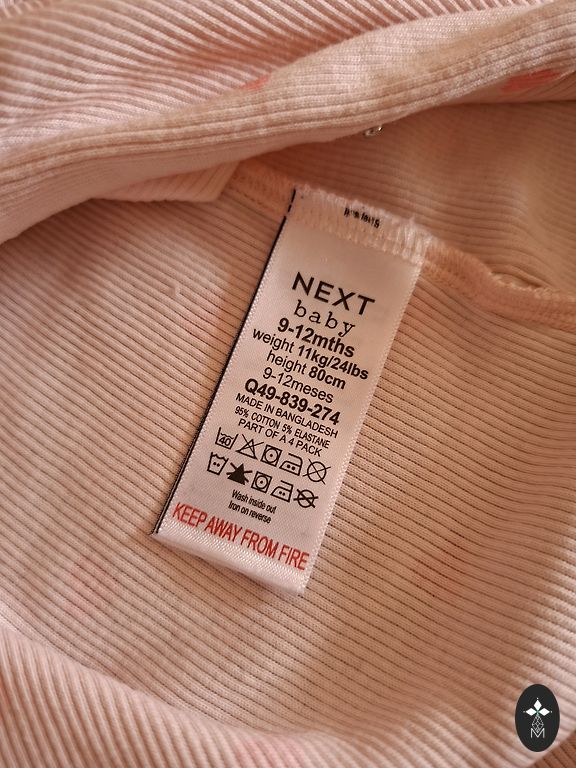 NEXT
baby
9-12mths
weight 11kg/24lbs
height 80cm
9-12meses
Q49-839-274
MADE IN BANGLADESH
95% COTTON 5% ELASTANE
PART OF A 4 PACK
40
Wash inside out
Iron on reverse
KEEP AWAY FROM FIRE
M